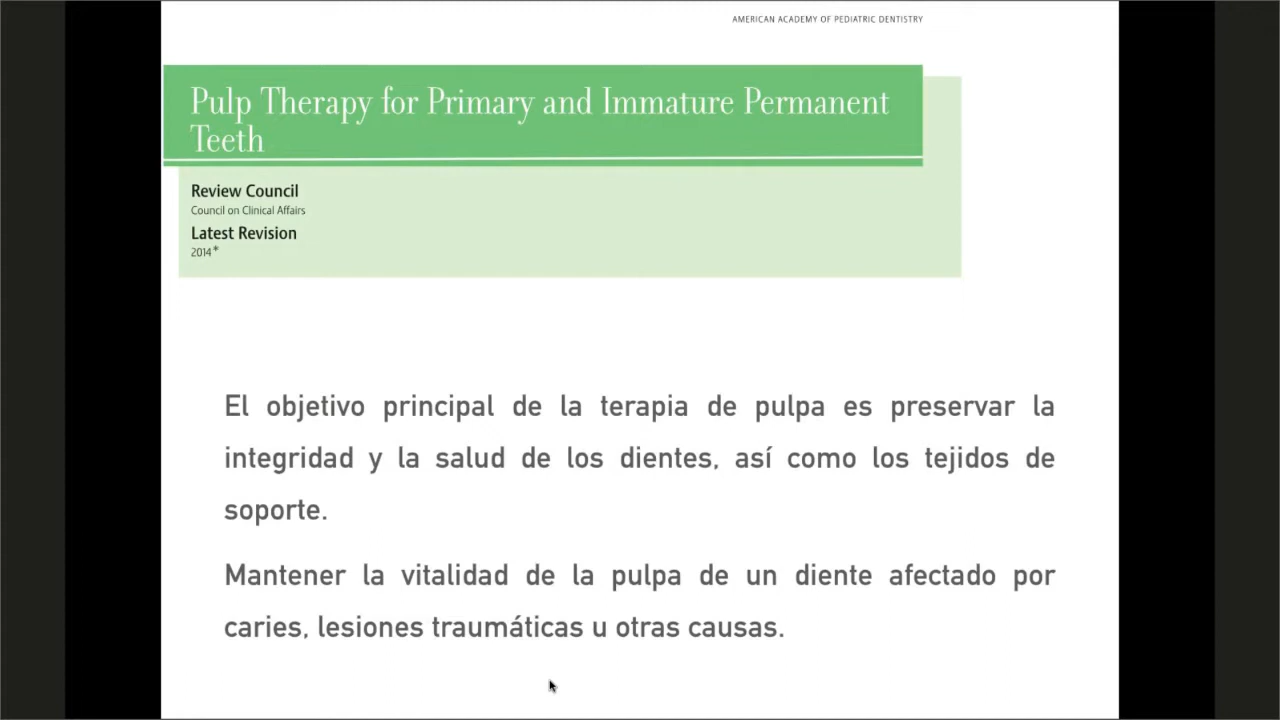 AMERICAN ACADEMY OF PEDIATRIC DENTISTRY
Pulp Therapy for Primary and Immature Permanent
Teeth
Review Council
Council on Clinical Affairs
Latest Revision
2014*
El objetivo principal de la terapia de pulpa es preservar la
integridad y la salud de los dientes, así como los tejidos de
soporte.
Mantener la vitalidad de la pulpa de un diente afectado por
caries, lesiones traumáticas u otras causas.